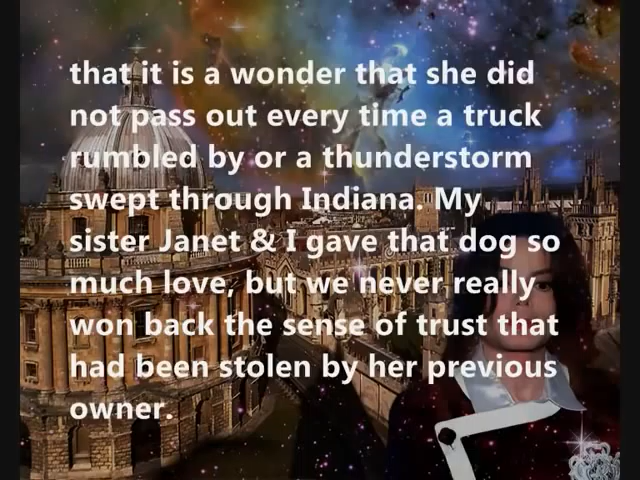 that it is a wonder that she did
not pass out every time a truck
rumbled by or a thunderstorm
swept through Indiana. My
sister Janet & I gave that dog so
much love, but we never really
won back the sense of trust that
had been stolen by her previous
owner.